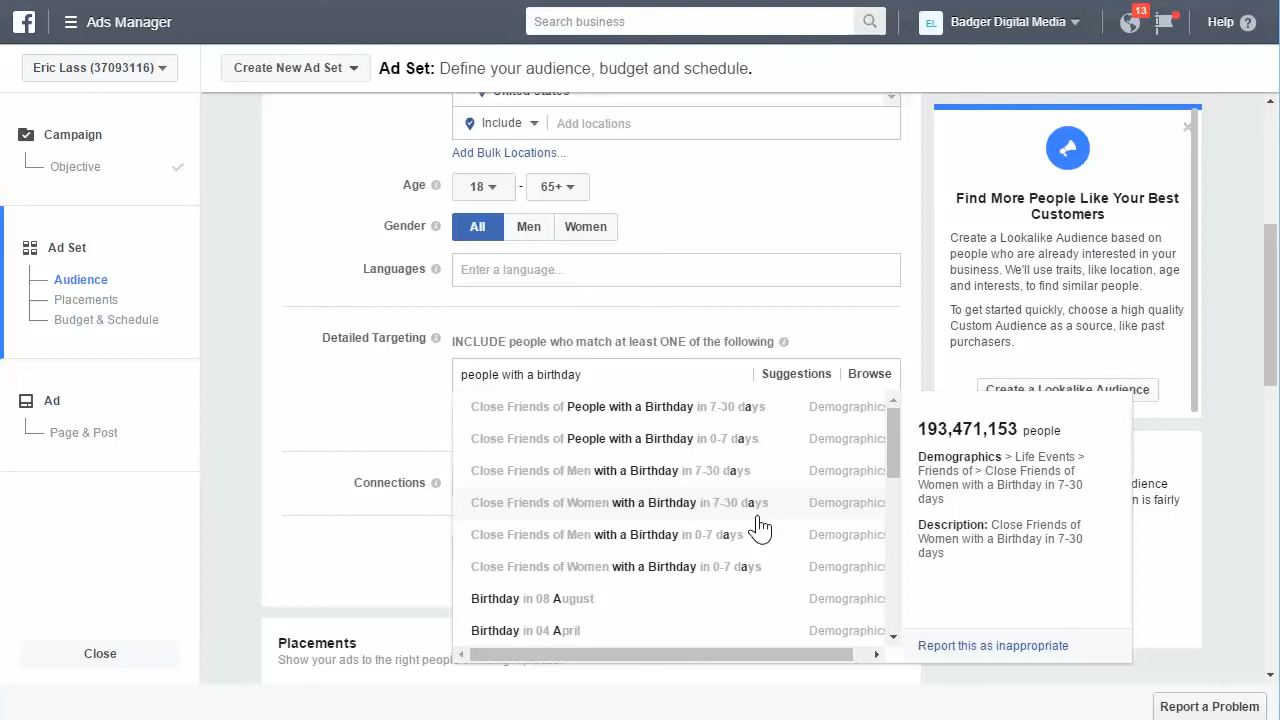 Ads Manager
Search business
EL
Badger Digital Media
13
Help
Eric Lass (37093116)
Create New Ad Set
Ad Set: Define your audience, budget and schedule.
Campaign
Objective
Ad Set
Audience
Placements
Budget & Schedule
Ad
Page & Post
Close
United States
Include
Add locations
Add Bulk Locations...
Age
18
-
65+
Gender
All
Men
Women
Languages
Enter a language...
Detailed Targeting
INCLUDE people who match at least ONE of the following
people with a birthday
Suggestions
Browse
Close Friends of People with a Birthday in 7-30 days
Demographics
Close Friends of People with a Birthday in 0-7 days
Demographics
Close Friends of Men with a Birthday in 7-30 days
Demographics
Close Friends of Women with a Birthday in 7-30 days
Demographics
Close Friends of Men with a Birthday in 0-7 days
Demographics
Close Friends of Women with a Birthday in 0-7 days
Demographics
Birthday in 08 August
Demographics
Birthday in 04 April
Demographics
Connections
Placements
Show your ads to the right people
Find More People Like Your Best
Customers
Create a Lookalike Audience based on
people who are already interested in your
business. We'll use traits, like location, age
and interests, to find similar people.
To get started quickly, choose a high quality
Custom Audience as a source, like past
purchasers.
Create a Lookalike Audience
193,471,153 people
Demographics > Life Events >
Friends of > Close Friends of
Women with a Birthday in 7-30
days
Description: Close Friends of
Women with a Birthday in 7-30
days
Report this as inappropriate
is fairly
Report a Problem